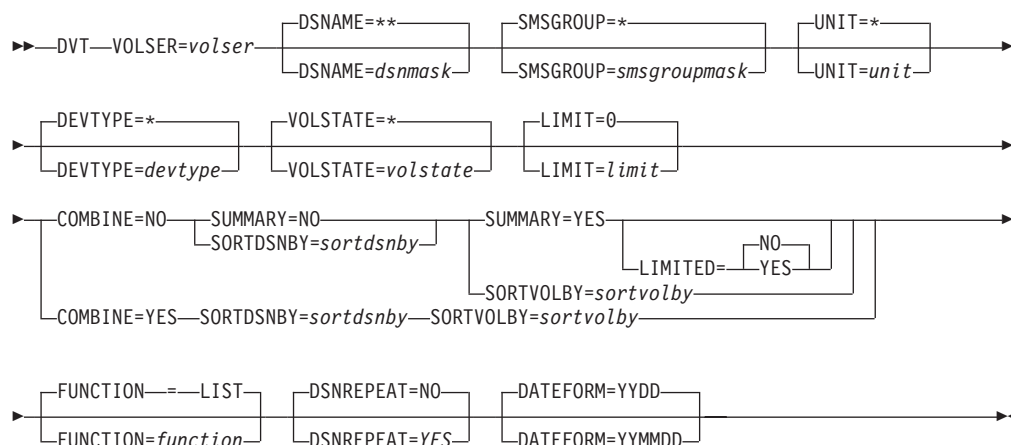 DSNAME=** SMSGROUP=* UNIT=*
DVT VOLSER=volser
DSNAME=dsnmask SMSGROUP=smsgroupmask UNIT=unit
DEVTYPE=* VOLSTATE=* LIMIT=0
DEVTYPE=devtype VOLSTATE=volstate LIMIT=limit
COMBINE=NO SUMMARY=NO SUMMARY=YES
SORTDSNBY=sortdsnby NO
LIMITED= YES
SORTVOLBY=sortvolby
COMBINE=YES SORTDSNBY=sortdsnby SORTVOLBY=sortvolby
FUNCTION = LIST DSNREPEAT=NO DATEFORM=YYDD
FUNCTION=function DSNREPEAT=YES DATEFORM=YYMMDD